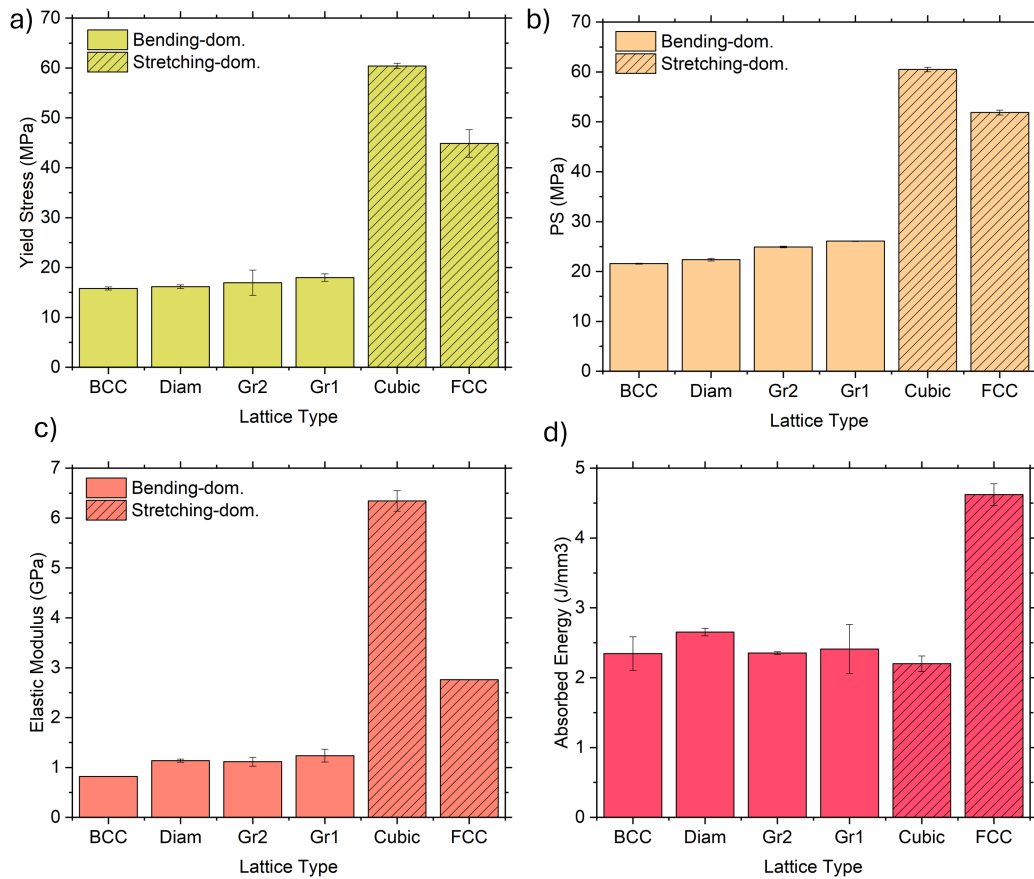 a)
70
60
50
40
30
20
10
0
Yield Stress (MPa)
Bending-dom.
Stretching-dom.
BCC Diam Gr2 Gr1 Cubic FCC
Lattice Type
b)
70
60
50
40
30
20
10
0
PS (MPa)
Bending-dom.
Stretching-dom.
BCC Diam Gr2 Gr1 Cubic FCC
Lattice Type
c)
7
6
5
4
3
2
1
0
Elastic Modulus (GPa)
Bending-dom.
Stretching-dom.
BCC Diam Gr2 Gr1 Cubic FCC
Lattice Type
d)
5
4
3
2
1
0
Absorbed Energy (J/mm3)
BCC Diam Gr2 Gr1 Cubic FCC
Lattice Type